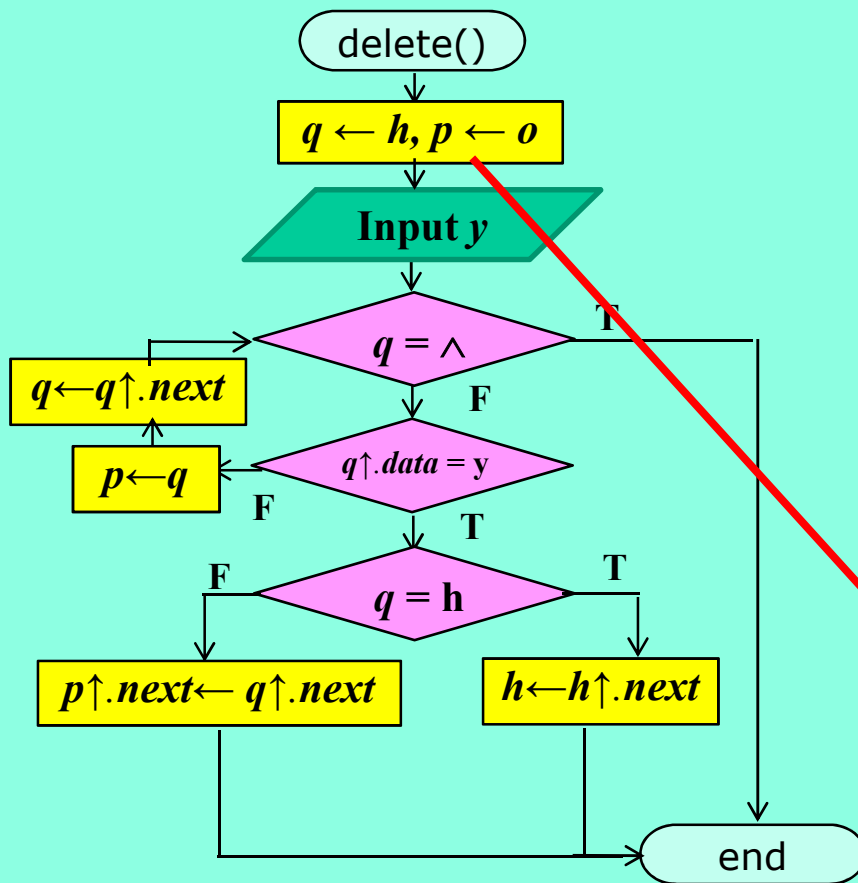 delete()
q ← h, p ← o
Input y
q = ∧
T
q←q↑.next
F
q↑.data = y
p←q
F
T
F
T
q = h
p↑.next← q↑.next
h←h↑.next
end